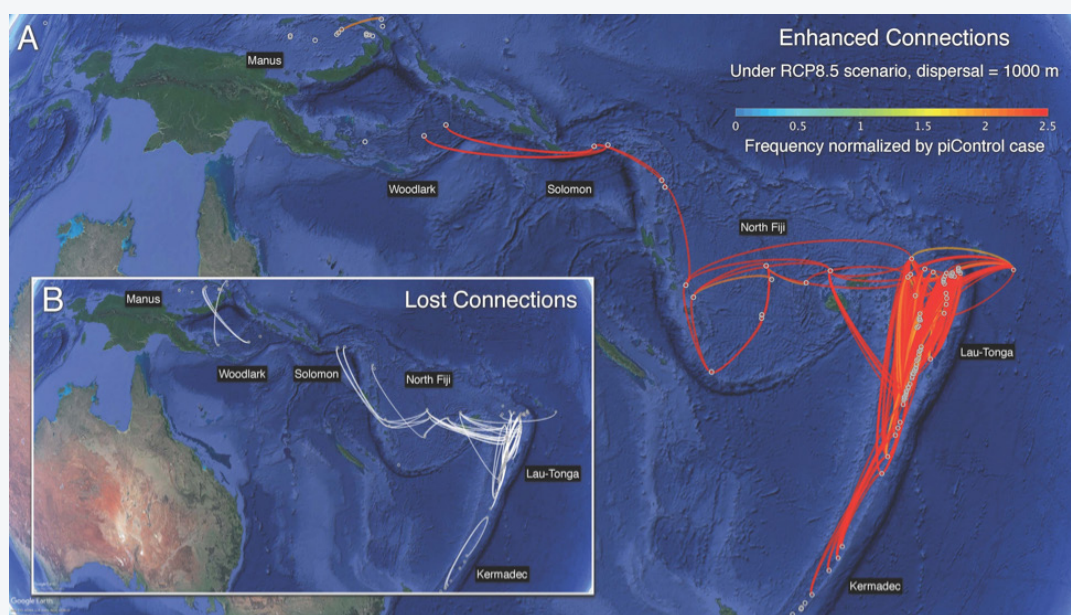 A
Enhanced Connections
Under RCP8.5 scenario, dispersal = 1000 m
0 0.5 1 1.5 2 2.5
Frequency normalized by piControl case
Manus
Woodlark
Solomon
North Fiji
Lau-Tonga
Kermadec
B
Lost Connections
Manus
Woodlark
Solomon
North Fiji
Lau-Tonga
Kermadec
Google Earth